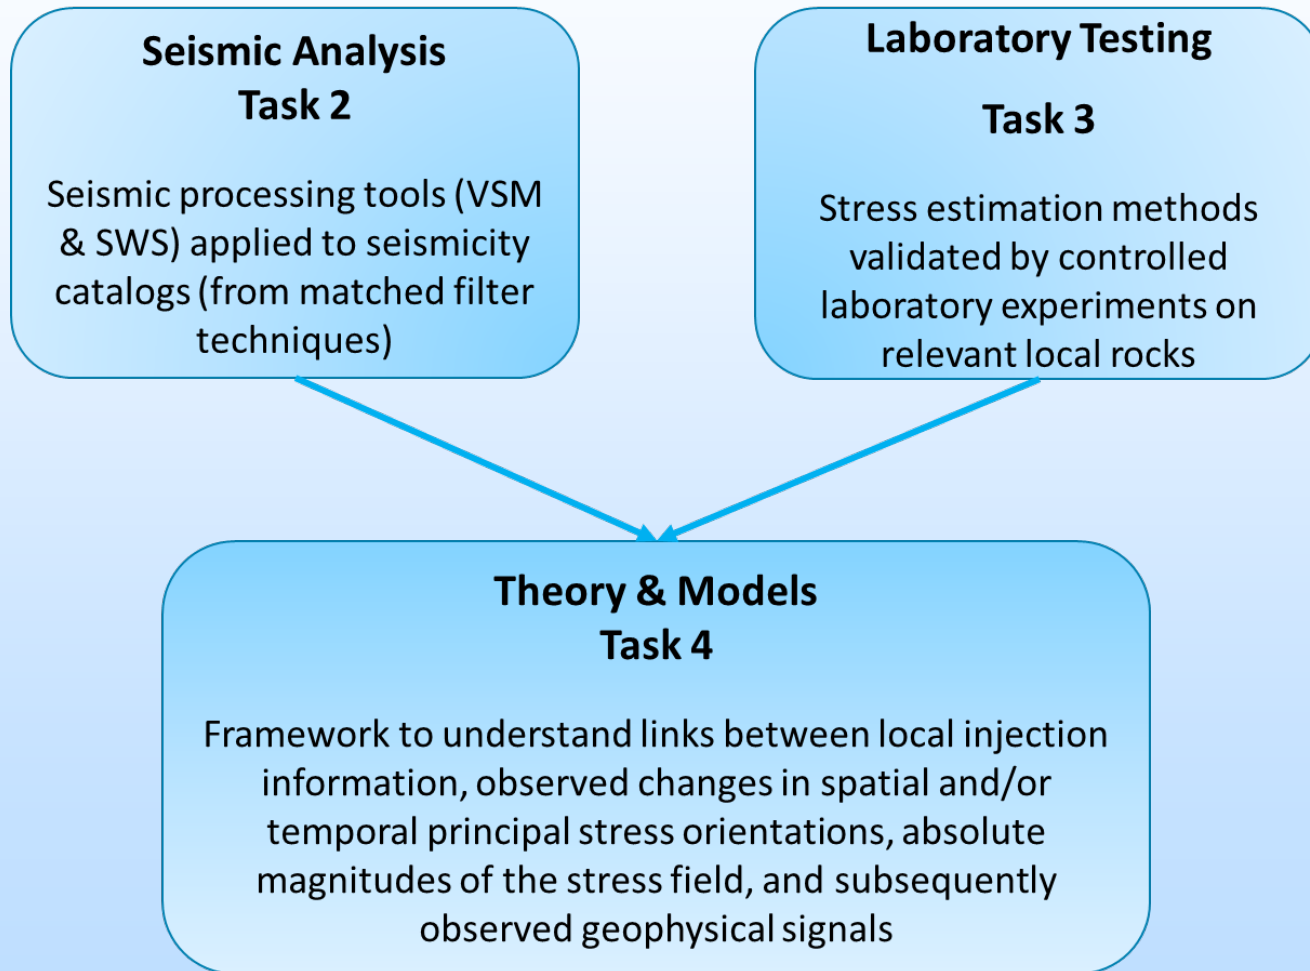 Seismic Analysis
Task 2
Seismic processing tools (VSM
& SWS) applied to seismicity
catalogs (from matched filter
techniques)
Laboratory Testing
Task 3
Stress estimation methods
validated by controlled
laboratory experiments on
relevant local rocks
Theory & Models
Task 4
Framework to understand links between local injection
information, observed changes in spatial and/or
temporal principal stress orientations, absolute
magnitudes of the stress field, and subsequently
observed geophysical signals